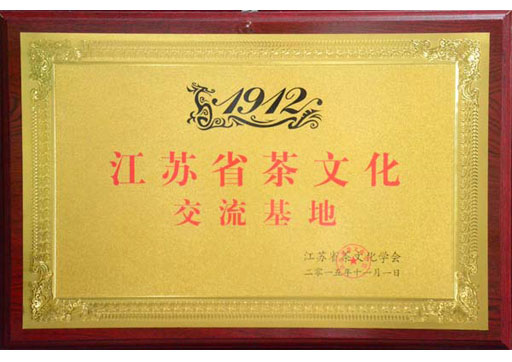 1912
江苏省茶文化
交流基地
江苏省茶文化学会
二零一五年十一月一日